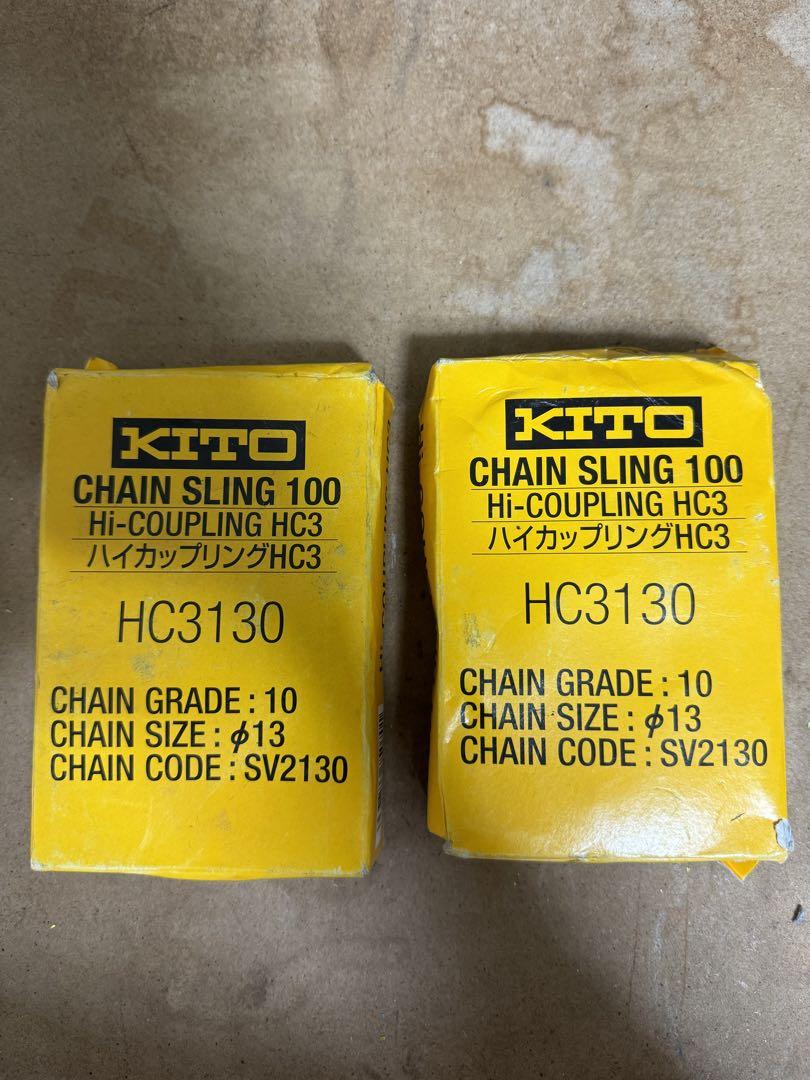 KITO
CHAIN SLING 100
Hi-COUPLING HC3
ハイカップリングHC3
HC3130
CHAIN GRADE : 10
CHAIN SIZE : φ13
CHAIN CODE : SV2130
KITO
CHAIN SLING 100
Hi-COUPLING HC3
ハイカップリングHC3
HC3130
CHAIN GRADE : 10
CHAIN SIZE : φ13
CHAIN CODE : SV2130